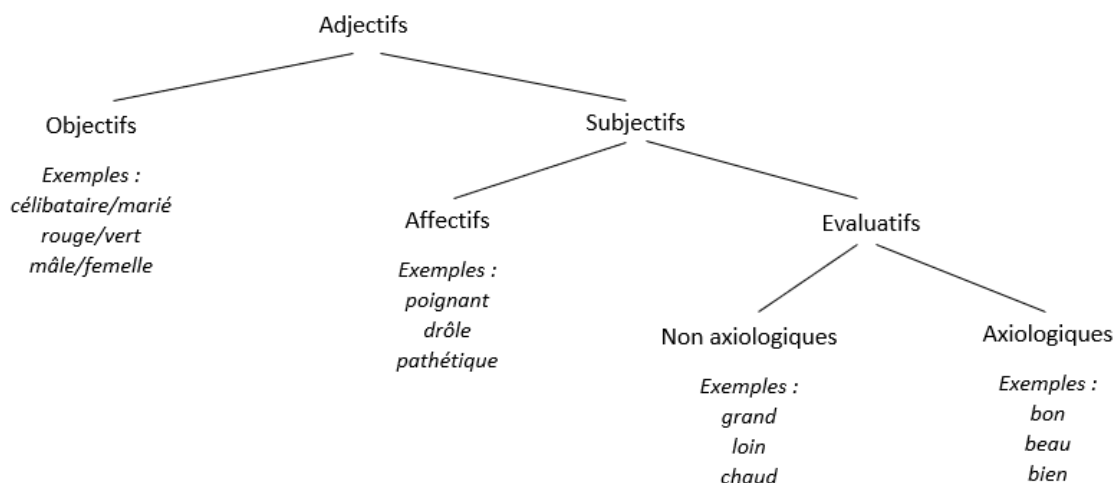 Adjectifs
Objectifs
Exemples :
célibataire/marié
rouge/vert
mâle/femelle
Subjectifs
Affectifs
Exemples :
poignant
drôle
pathétique
Evaluatifs
Non axiologiques
Exemples :
grand
loin
chaud
Axiologiques
Exemples :
bon
beau
bien